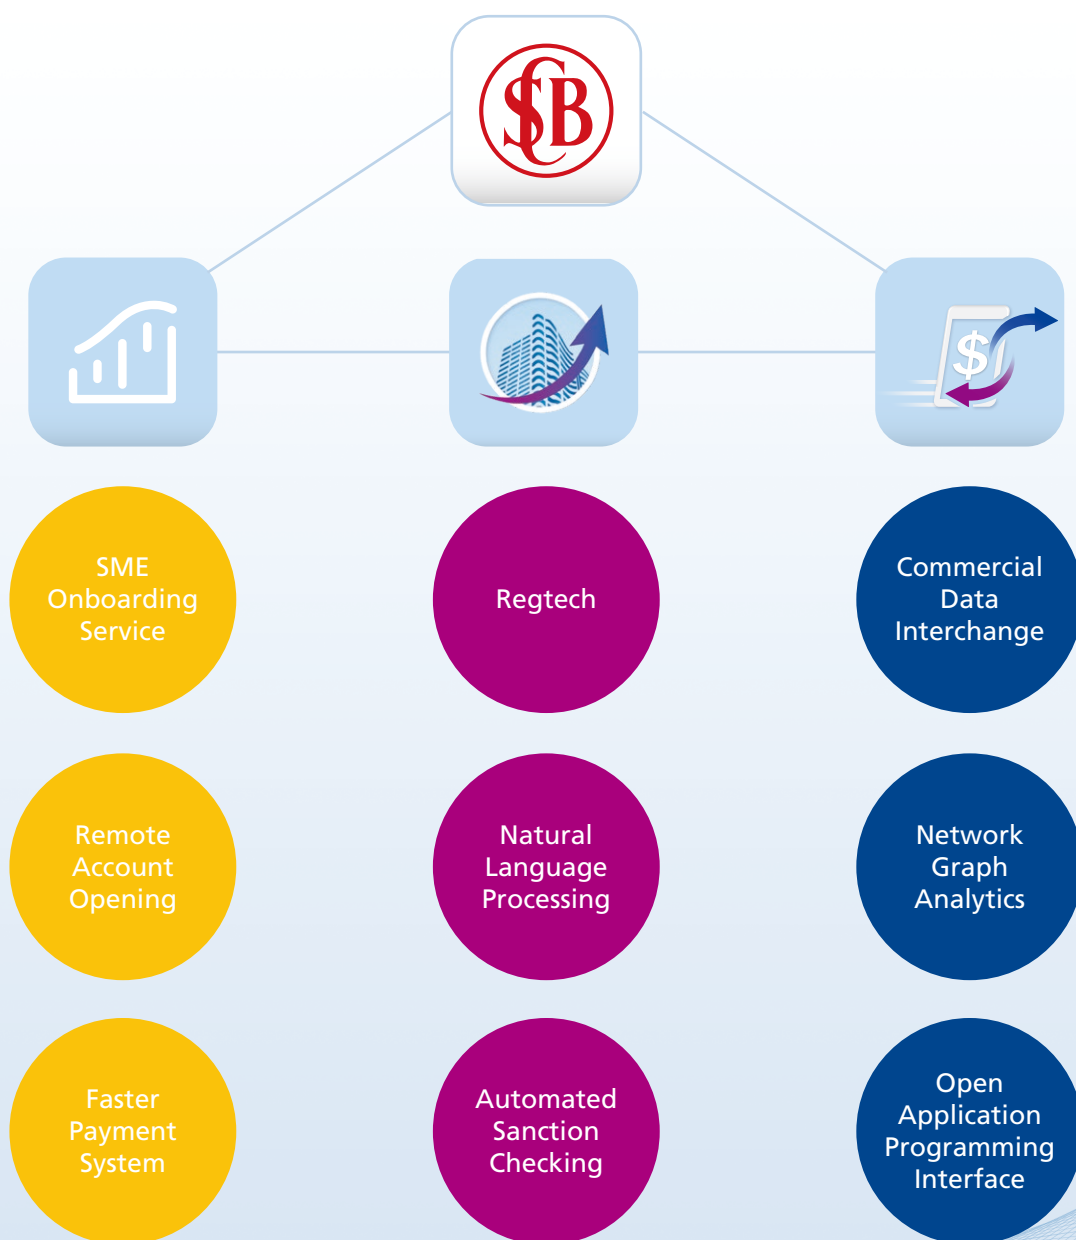 SCB
$
SME
Onboarding
Service
Regtech
Commercial
Data
Interchange
Remote
Account
Opening
Natural
Language
Processing
Network
Graph
Analytics
Faster
Payment
System
Automated
Sanction
Checking
Open
Application
Programming
Interface